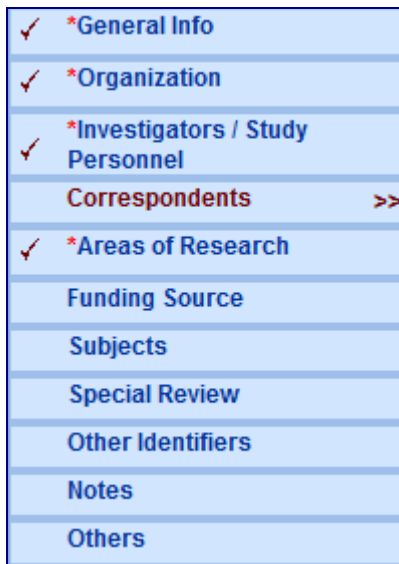 *General Info
*Organization
*Investigators / Study
Personnel
Correspondents >>
*Areas of Research
Funding Source
Subjects
Special Review
Other Identifiers
Notes
Others